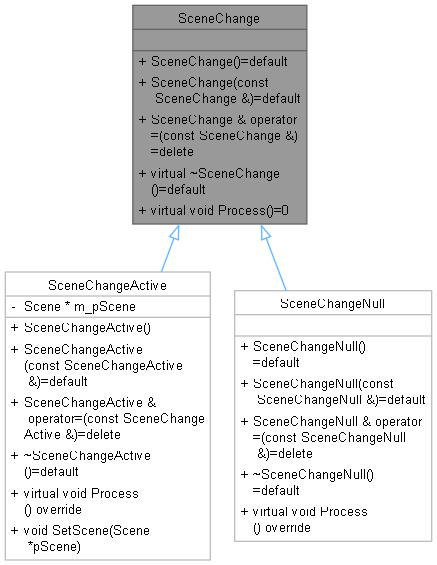 SceneChange
+ SceneChange()=default
+ SceneChange(const
SceneChange &)=default
+ SceneChange & operator
=(const SceneChange &)
=delete
+ virtual ~SceneChange
()=default
+ virtual void Process()=0
SceneChangeActive
- Scene * m_pScene
+ SceneChangeActive()
+ SceneChangeActive
(const SceneChangeActive
&)=default
+ SceneChangeActive &
operator=(const SceneChange
Active &)=delete
+ ~SceneChangeActive
()=default
+ virtual void Process
() override
+ void SetScene(Scene
*pScene)
SceneChangeNull
+ SceneChangeNull()
=default
+ SceneChangeNull(const
SceneChangeNull &)=default
+ SceneChangeNull & operator
=(const SceneChangeNull
&)=delete
+ ~SceneChangeNull()
=default
+ virtual void Process
() override